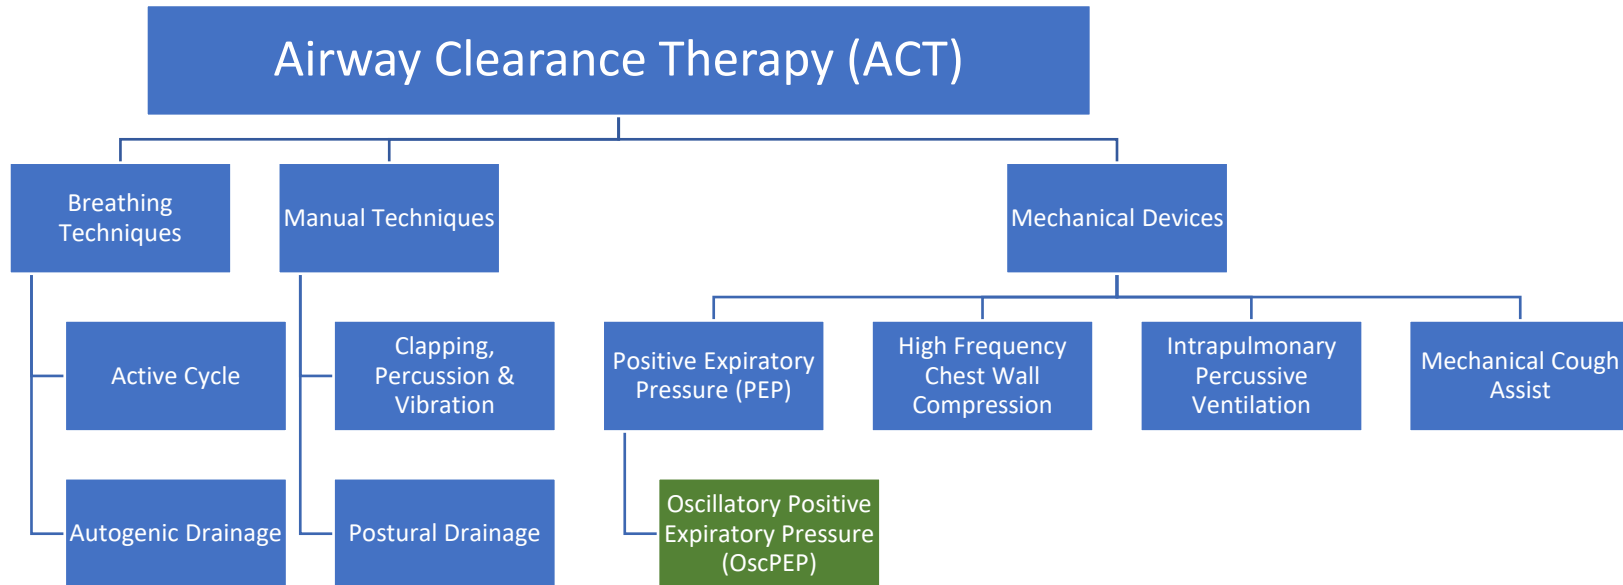 Airway Clearance Therapy (ACT)
Breathing
Techniques
Manual Techniques
Mechanical Devices
Active Cycle
Clapping,
Percussion &
Vibration
Positive Expiratory
Pressure (PEP)
High Frequency
Chest Wall
Compression
Intrapulmonary
Percussive
Ventilation
Mechanical Cough
Assist
Autogenic Drainage
Postural Drainage
Oscillatory Positive
Expiratory Pressure
(OscPEP)